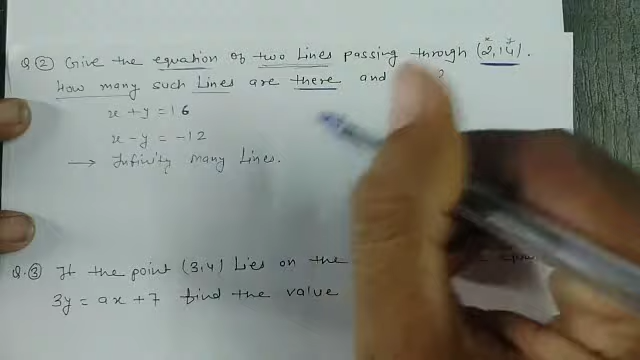 Q.② Give the equation of two Lines passing through (2,14).
x y
How many such Lines are there and ?
x + y = 16
x - y = -12
→ Infinity many Lines.
Q.③ If the point (3,4) Lies on the
3y = ax + 7 find the value